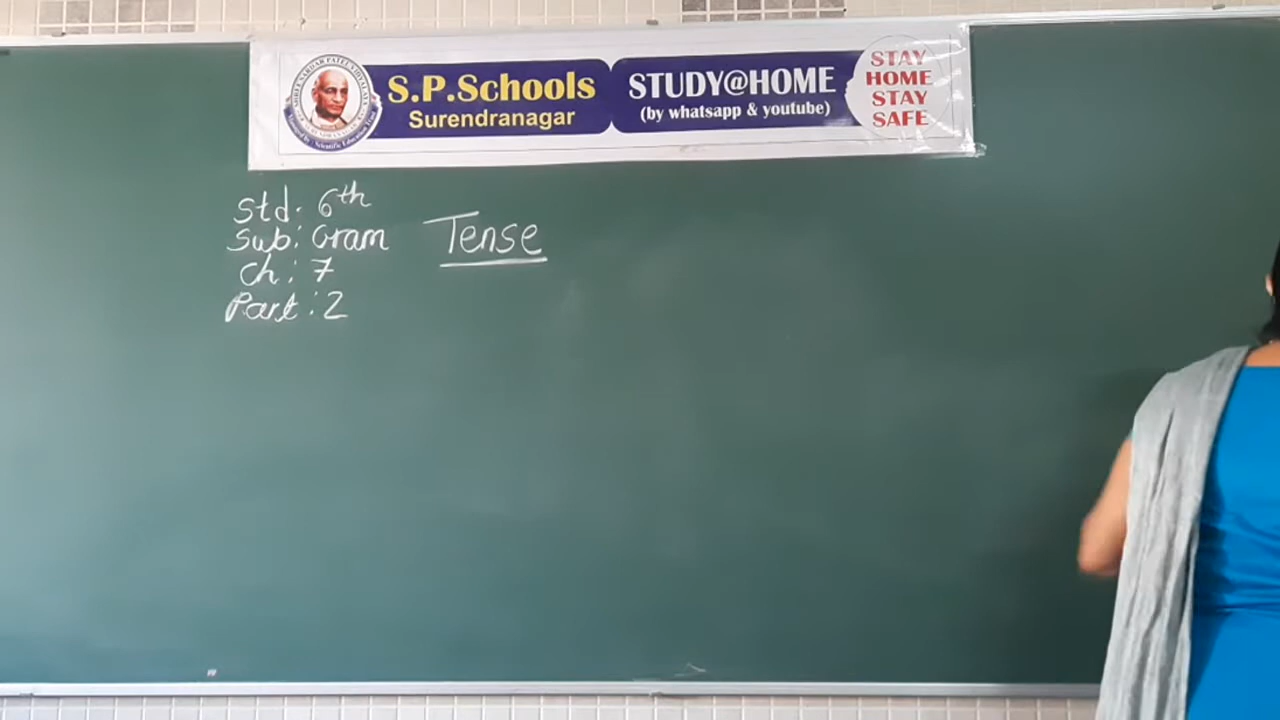 S.P.Schools
Surendranagar
STUDY@HOME
(by whatsapp & youtube)
STAY
HOME
STAY
SAFE
Std. 6th
Sub: Gram
Ch: 7
Part: 2
Tense